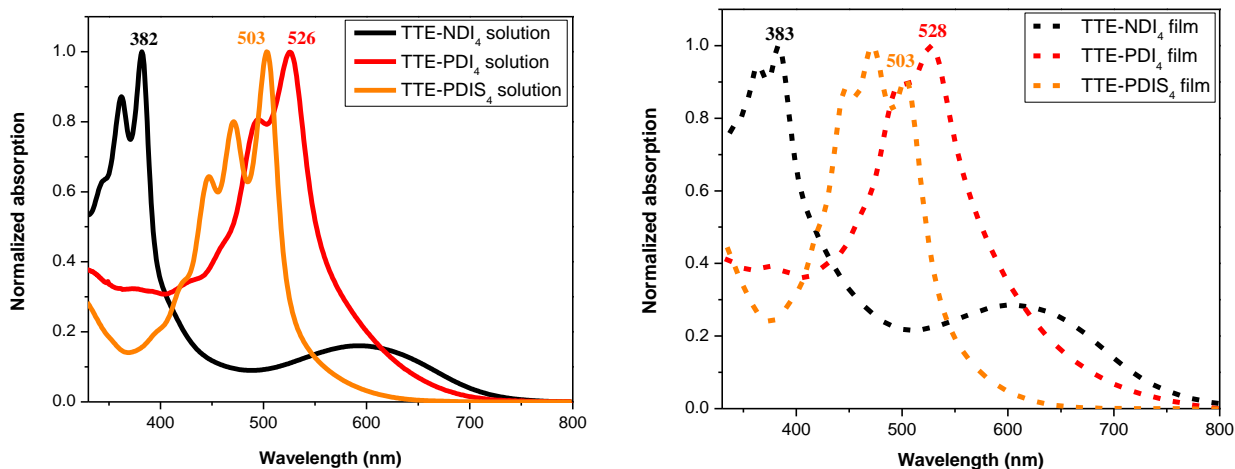 382
503
526
TTE-NDI₄ solution
TTE-PDI₄ solution
TTE-PDIS₄ solution
1.0
0.8
0.6
0.4
0.2
0.0
Normalized absorption
400 500 600 700 800
Wavelength (nm)
383
503
528
TTE-NDI₄ film
TTE-PDI₄ film
TTE-PDIS₄ film
1.0
0.8
0.6
0.4
0.2
0.0
Normalized absorption
400 500 600 700 800
Wavelength (nm)